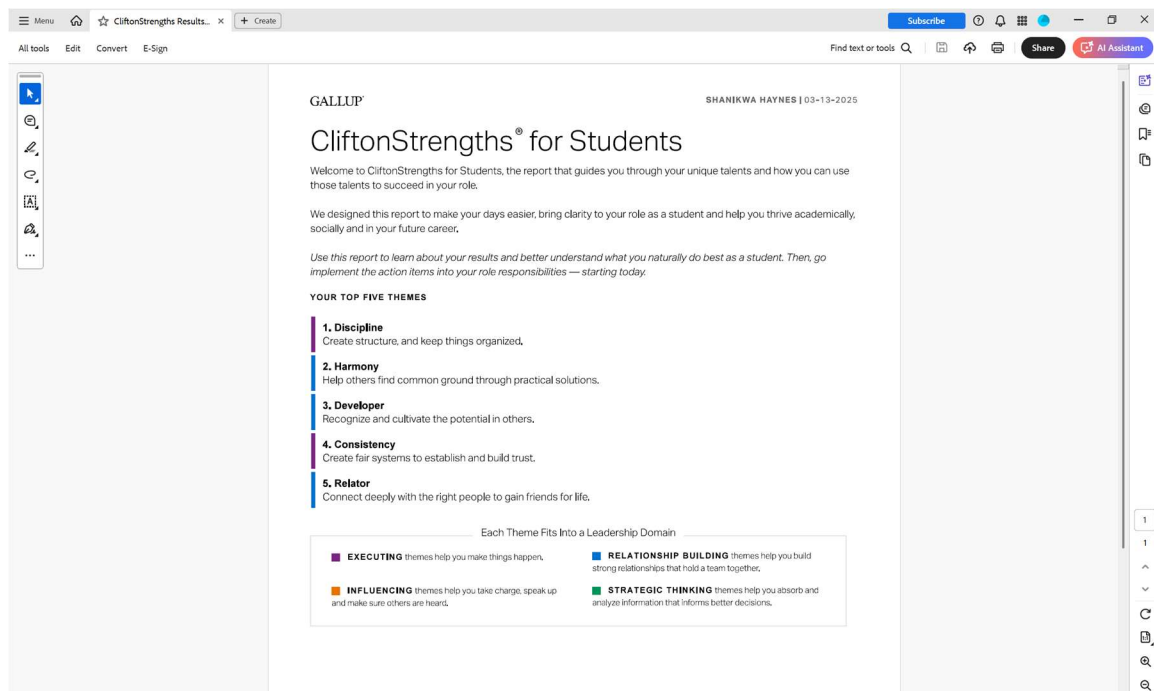 Menu
CliftonStrengths Results...
+ Create
Subscribe
All tools
Edit
Convert
E-Sign
Find text or tools
Share
AI Assistant
GALLUP®
SHANIKWA HAYNES | 03-13-2025
CliftonStrengths® for Students
Welcome to CliftonStrengths for Students, the report that guides you through your unique talents and how you can use
those talents to succeed in your role.
We designed this report to make your days easier, bring clarity to your role as a student and help you thrive academically,
socially and in your future career.
Use this report to learn about your results and better understand what you naturally do best as a student. Then, go
implement the action items into your role responsibilities — starting today.
YOUR TOP FIVE THEMES
1. Discipline
Create structure, and keep things organized.
2. Harmony
Help others find common ground through practical solutions.
3. Developer
Recognize and cultivate the potential in others.
4. Consistency
Create fair systems to establish and build trust.
5. Relator
Connect deeply with the right people to gain friends for life.
Each Theme Fits Into a Leadership Domain
EXECUTING themes help you make things happen.
RELATIONSHIP BUILDING themes help you build
strong relationships that hold a team together.
INFLUENCING themes help you take charge, speak up
and make sure others are heard.
STRATEGIC THINKING themes help you absorb and
analyze information that informs better decisions.
1
1